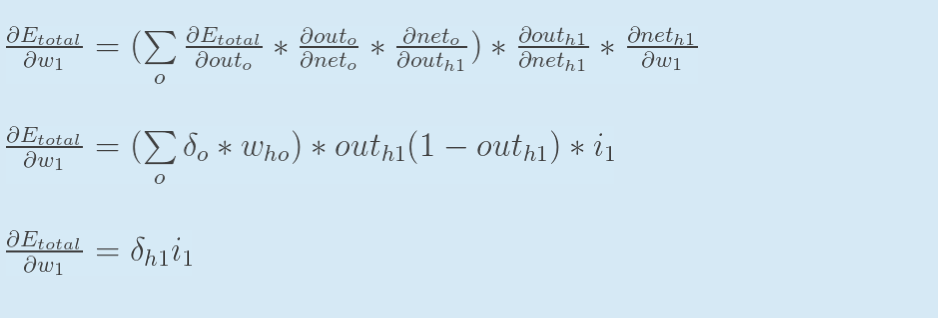 ∂E_total/∂w_1 = (∑_o ∂E_total/∂out_o * ∂out_o/∂net_o * ∂net_o/∂out_h1) * ∂out_h1/∂net_h1 * ∂net_h1/∂w_1
∂E_total/∂w_1 = (∑_o δ_o * w_ho) * out_h1(1 − out_h1) * i_1
∂E_total/∂w_1 = δ_h1 i_1